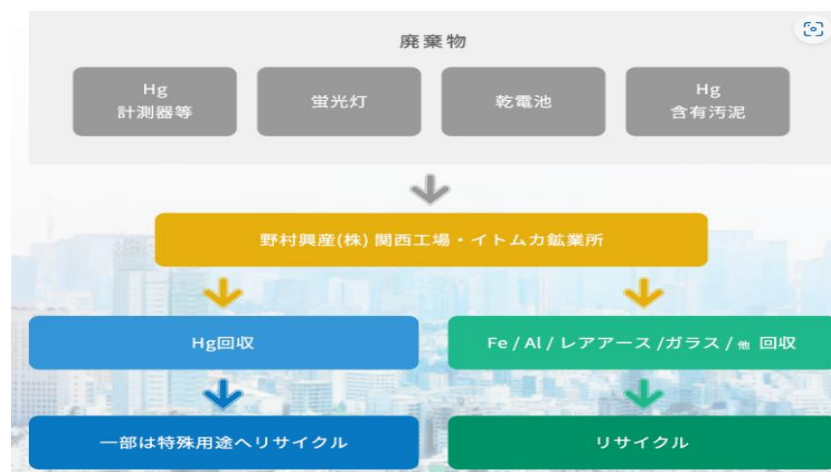 廃棄物
Hg
計測器等
蛍光灯
乾電池
Hg
含有汚泥
野村興産(株) 関西工場・イトムカ鉱業所
Hg回収
Fe / Al / レアアース /ガラス / 他 回収
一部は特殊用途へリサイクル
リサイクル